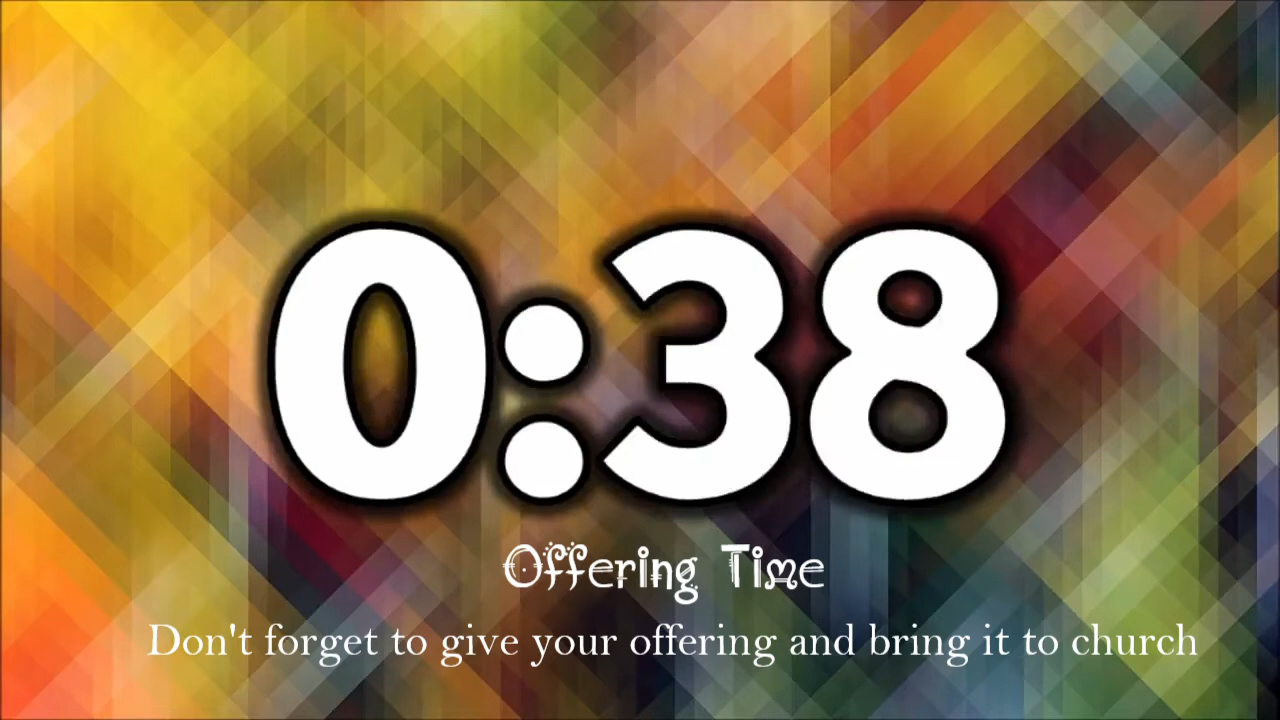 0:38
Offering Time
Don't forget to give your offering and bring it to church